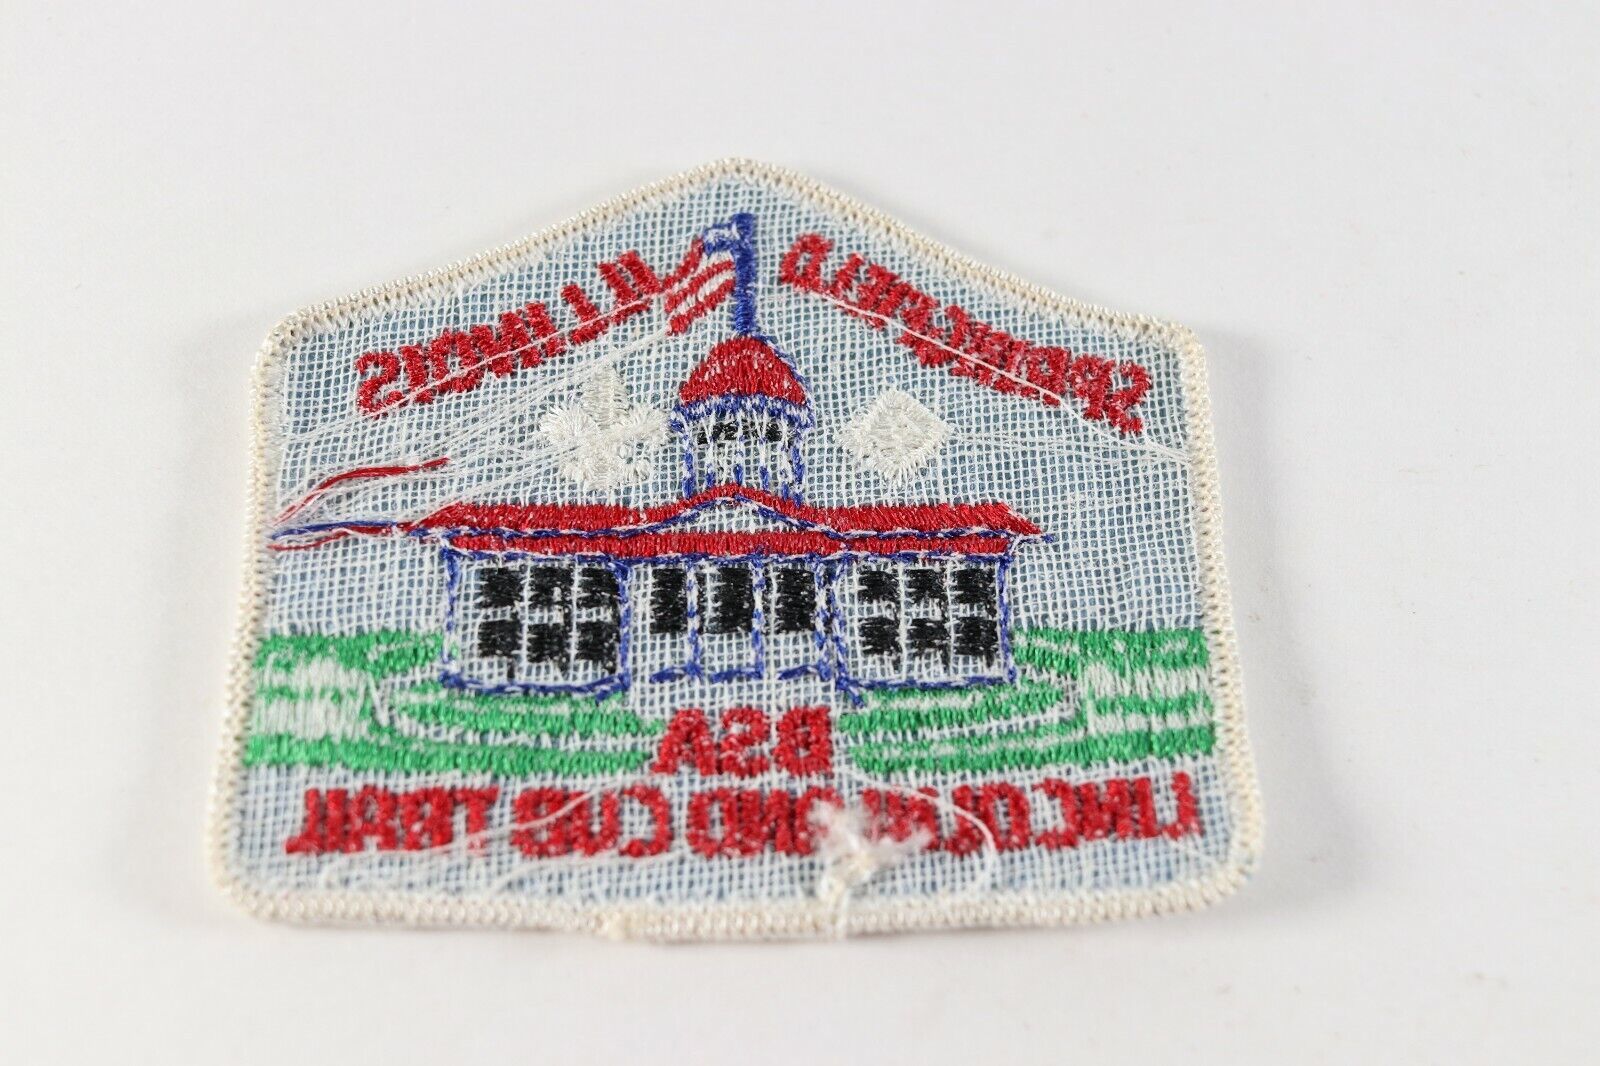 SPRINGFIELD ILLINOIS
BSA
LINCOLNLAND CUB TRAIL